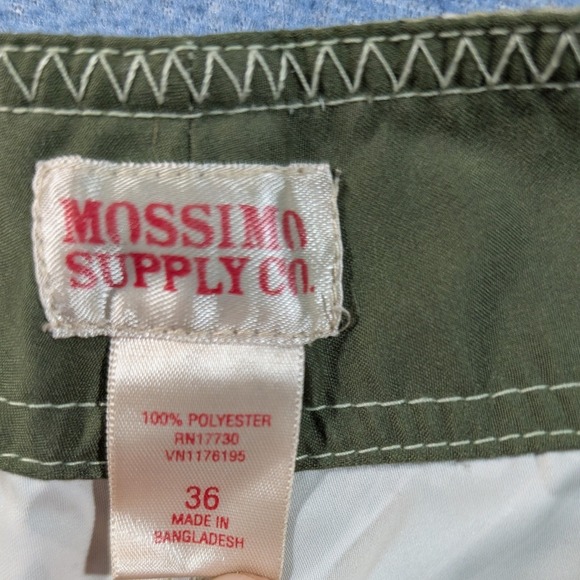 MOSSIMO
SUPPLY CO.
100% POLYESTER
RN17730
VN1176195
36
MADE IN
BANGLADESH